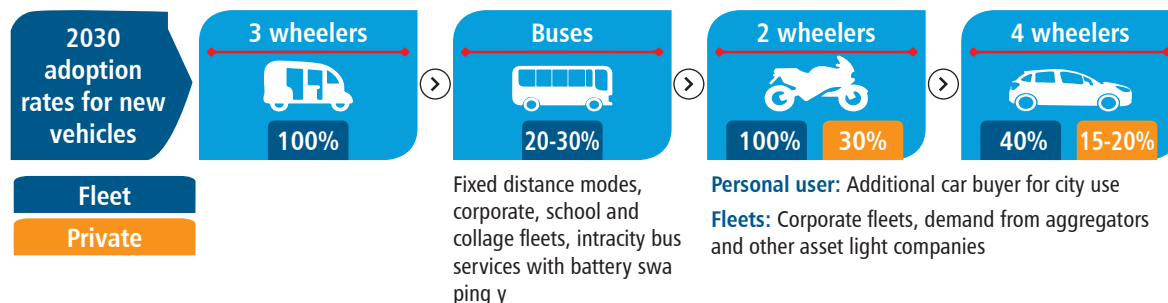 2030
adoption
rates for new
vehicles
3 wheelers
100%
Buses
20-30%
2 wheelers
100% 30%
4 wheelers
40% 15-20%
Fleet
Private
Fixed distance modes,
corporate, school and
collage fleets, intracity bus
services with battery swa
ping y
Personal user: Additional car buyer for city use
Fleets: Corporate fleets, demand from aggregators
and other asset light companies